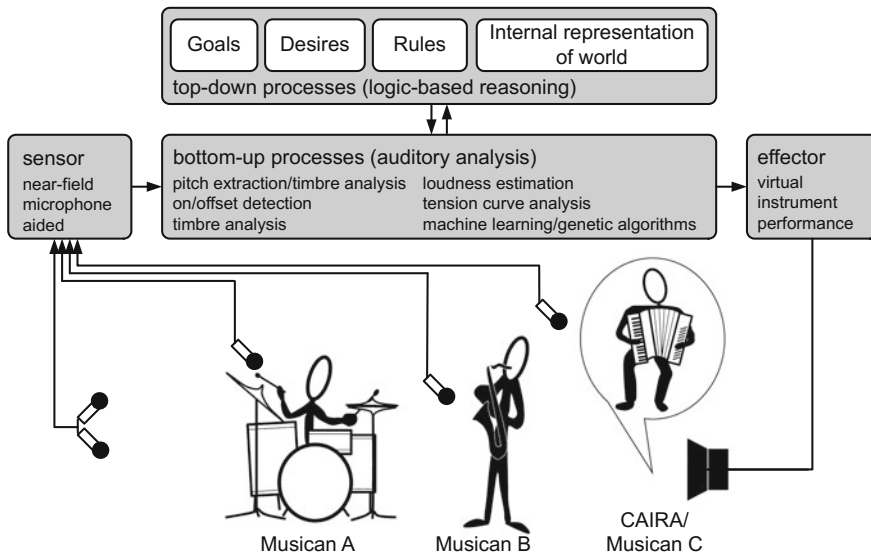 Goals
Desires
Rules
Internal representation
of world
top-down processes (logic-based reasoning)
sensor
near-field
microphone
aided
bottom-up processes (auditory analysis)
pitch extraction/timbre analysis
on/offset detection
timbre analysis
loudness estimation
tension curve analysis
machine learning/genetic algorithms
effector
virtual
instrument
performance
Musican A
Musican B
CAIRA/
Musican C